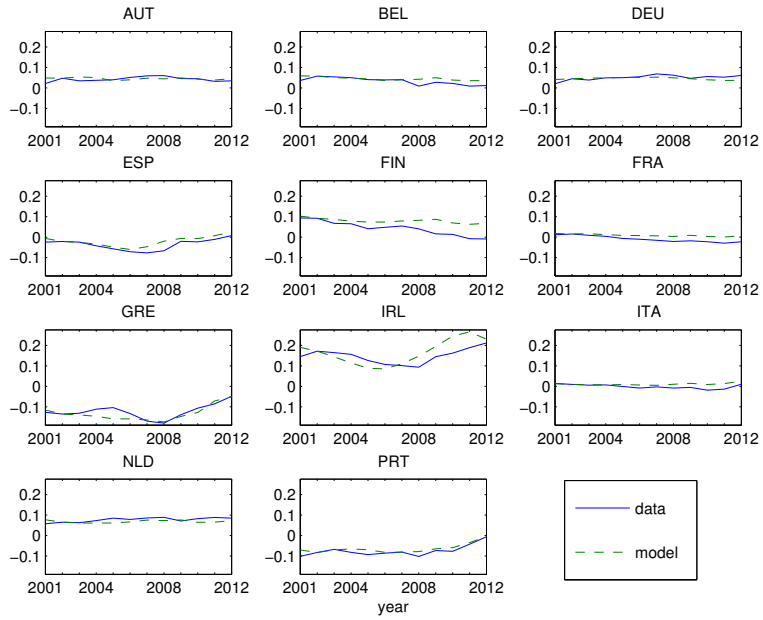 AUT BEL DEU
0.2 0.2 0.2
0.1 0.1 0.1
0 0 0
−0.1 −0.1 −0.1
2001 2004 2008 2012 2001 2004 2008 2012 2001 2004 2008 2012
ESP FIN FRA
0.2 0.2 0.2
0.1 0.1 0.1
0 0 0
−0.1 −0.1 −0.1
2001 2004 2008 2012 2001 2004 2008 2012 2001 2004 2008 2012
GRE IRL ITA
0.2 0.2 0.2
0.1 0.1 0.1
0 0 0
−0.1 −0.1 −0.1
2001 2004 2008 2012 2001 2004 2008 2012 2001 2004 2008 2012
NLD PRT
0.2 0.2
0.1 0.1 data
0 0
−0.1 −0.1 model
2001 2004 2008 2012 2001 2004 2008 2012
year